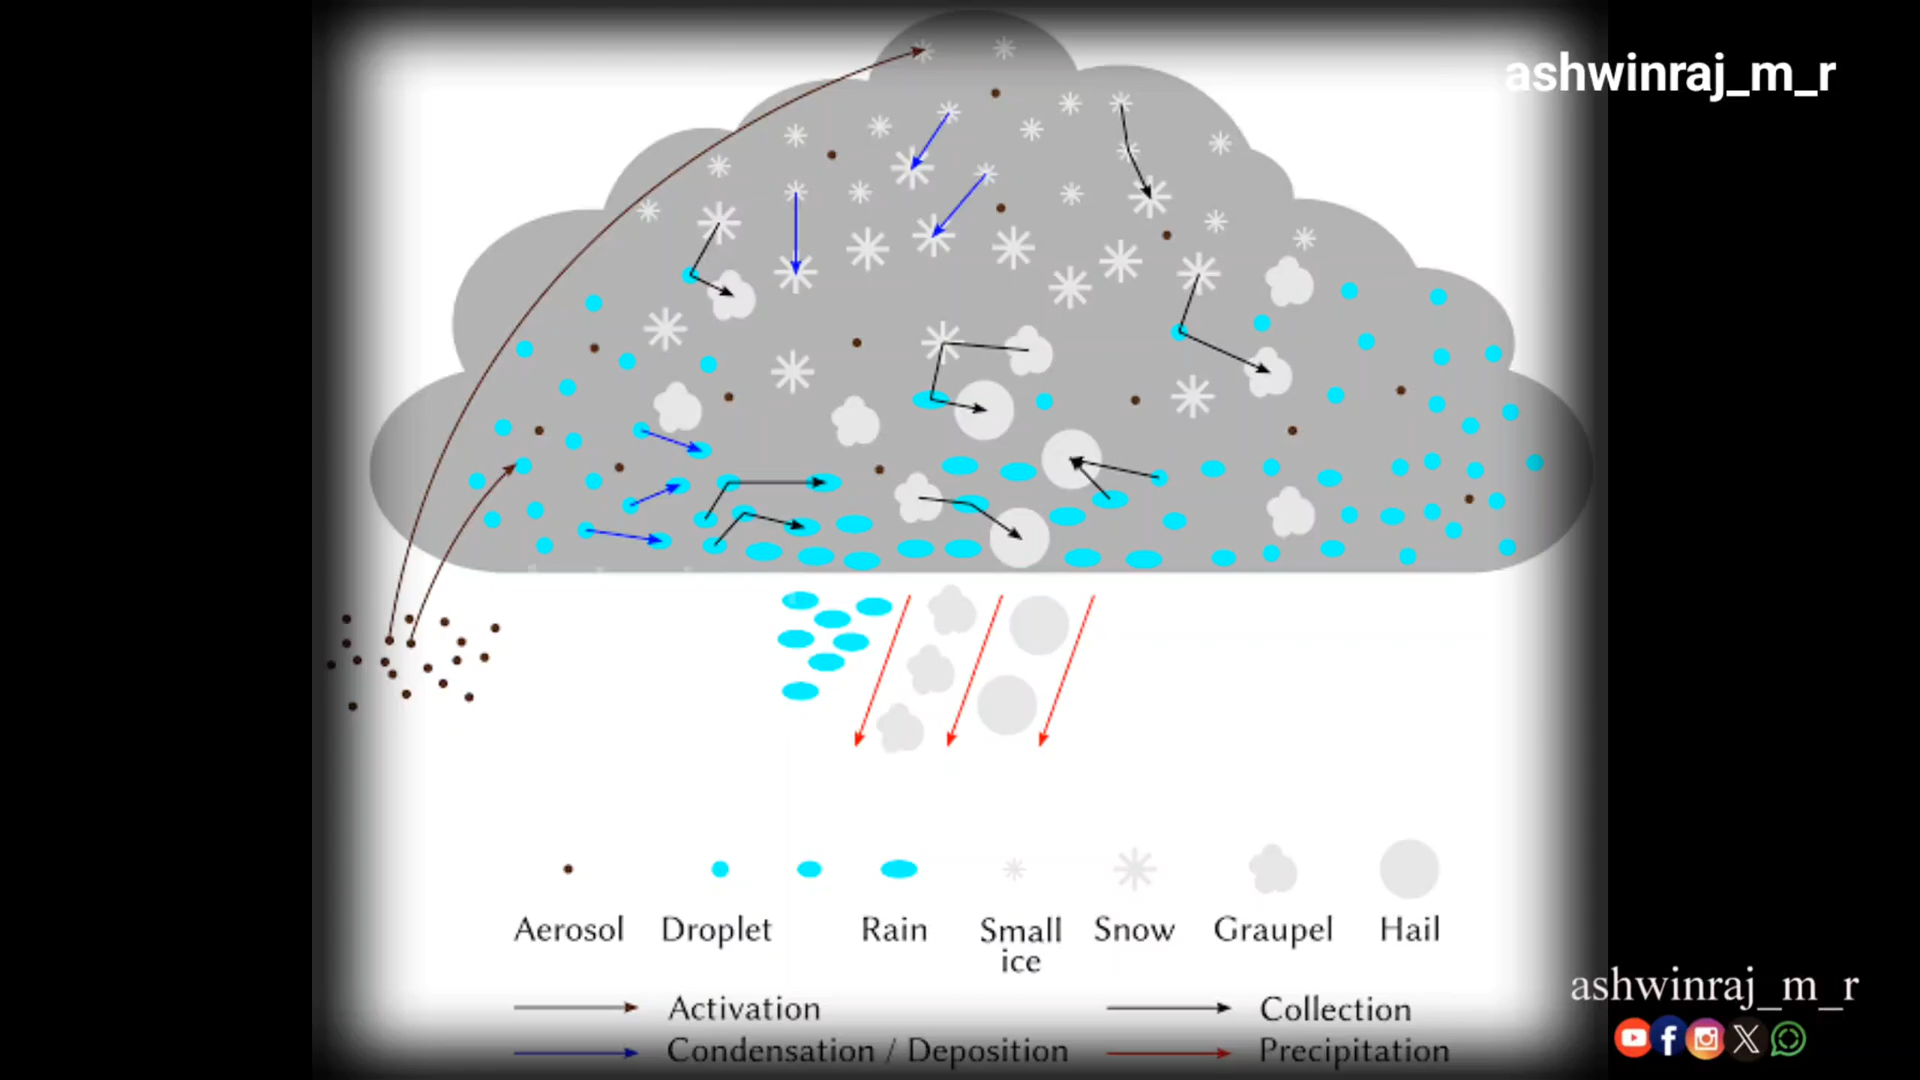 ashwinraj_m_r
Aerosol Droplet Rain Small ice Snow Graupel Hail
Activation Collection
Condensation / Deposition Precipitation
ashwinraj_m_r